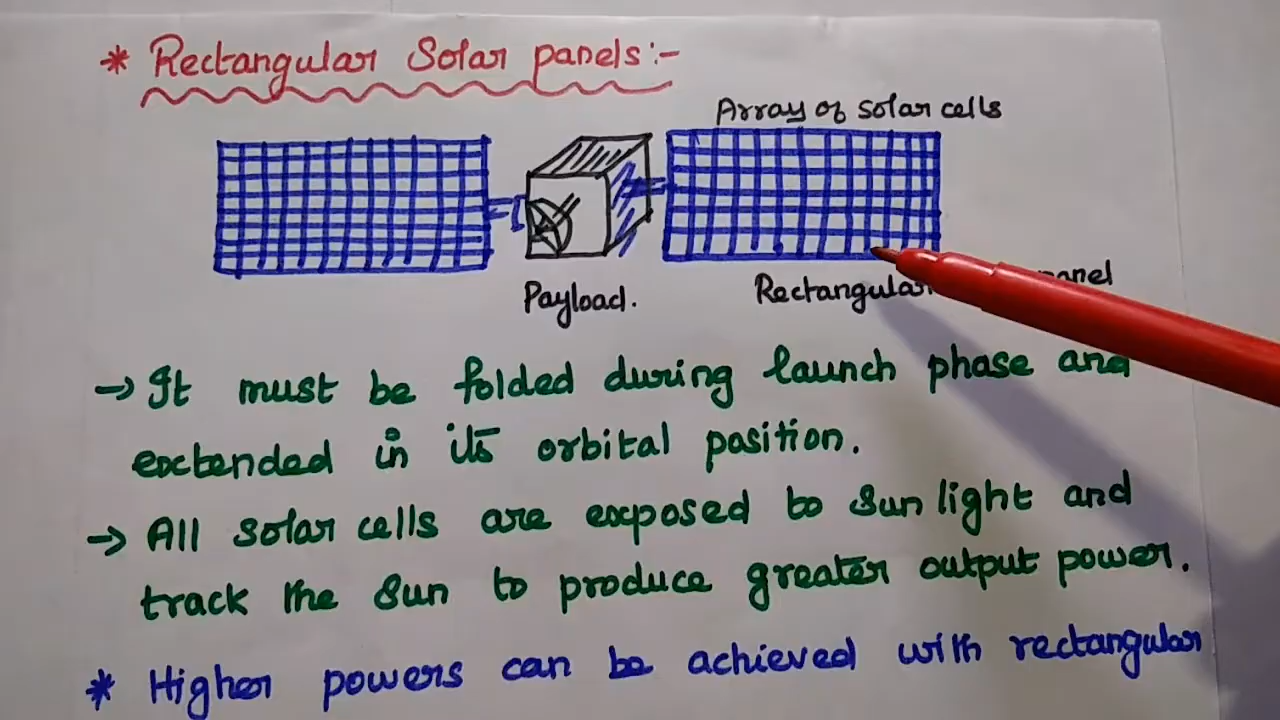 * Rectangular Solar panels:-
Array of solar cells
Payload.
Rectangular panel
→ It must be folded during launch phase and
extended in its orbital position.
→ All solar cells are exposed to Sun light and
track the Sun to produce greater output power.
* Higher powers can be achieved with rectangular